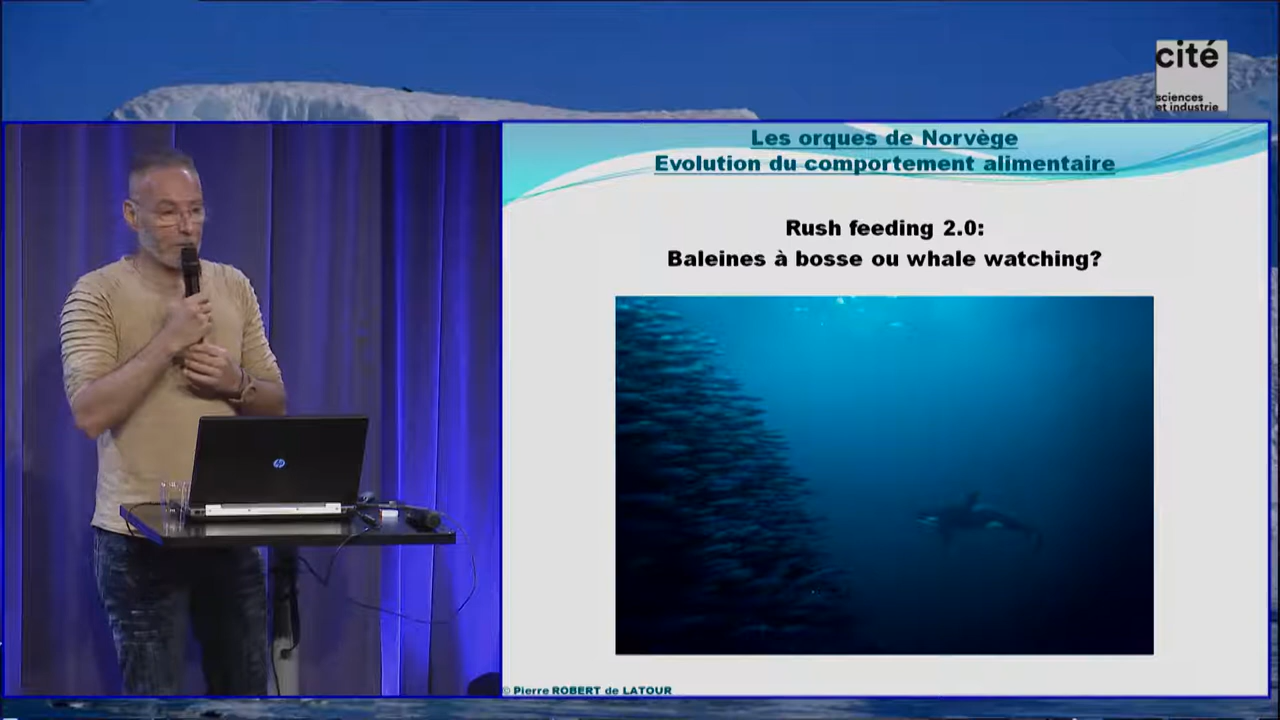 cité
sciences
et industrie
Les orques de Norvège
Evolution du comportement alimentaire
Rush feeding 2.0:
Baleines à bosse ou whale watching?
hp
© Pierre ROBERT de LATOUR